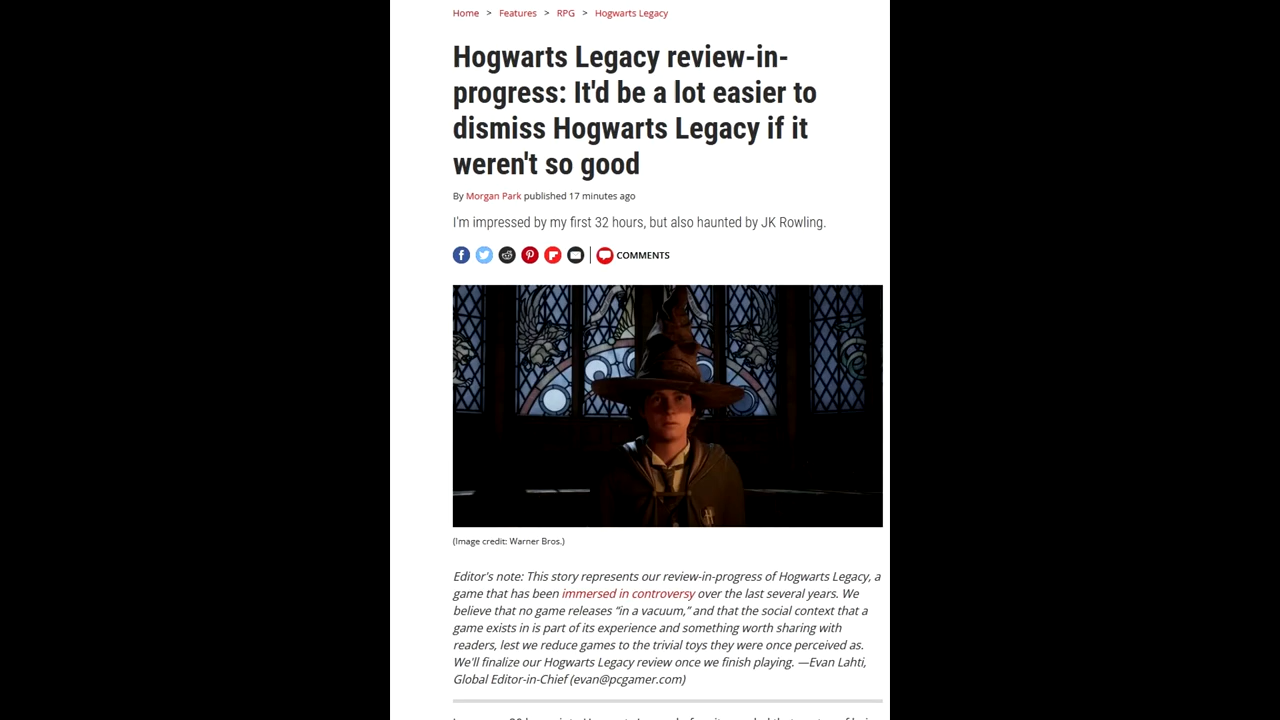 Home > Features > RPG > Hogwarts Legacy
Hogwarts Legacy review-in-
progress: It'd be a lot easier to
dismiss Hogwarts Legacy if it
weren't so good
By Morgan Park published 17 minutes ago
I'm impressed by my first 32 hours, but also haunted by JK Rowling.
COMMENTS
(Image credit: Warner Bros.)
Editor's note: This story represents our review-in-progress of Hogwarts Legacy, a
game that has been immersed in controversy over the last several years. We
believe that no game releases “in a vacuum,” and that the social context that a
game exists in is part of its experience and something worth sharing with
readers, lest we reduce games to the trivial toys they were once perceived as.
We'll finalize our Hogwarts Legacy review once we finish playing. —Evan Lahti,
Global Editor-in-Chief (evan@pcgamer.com)